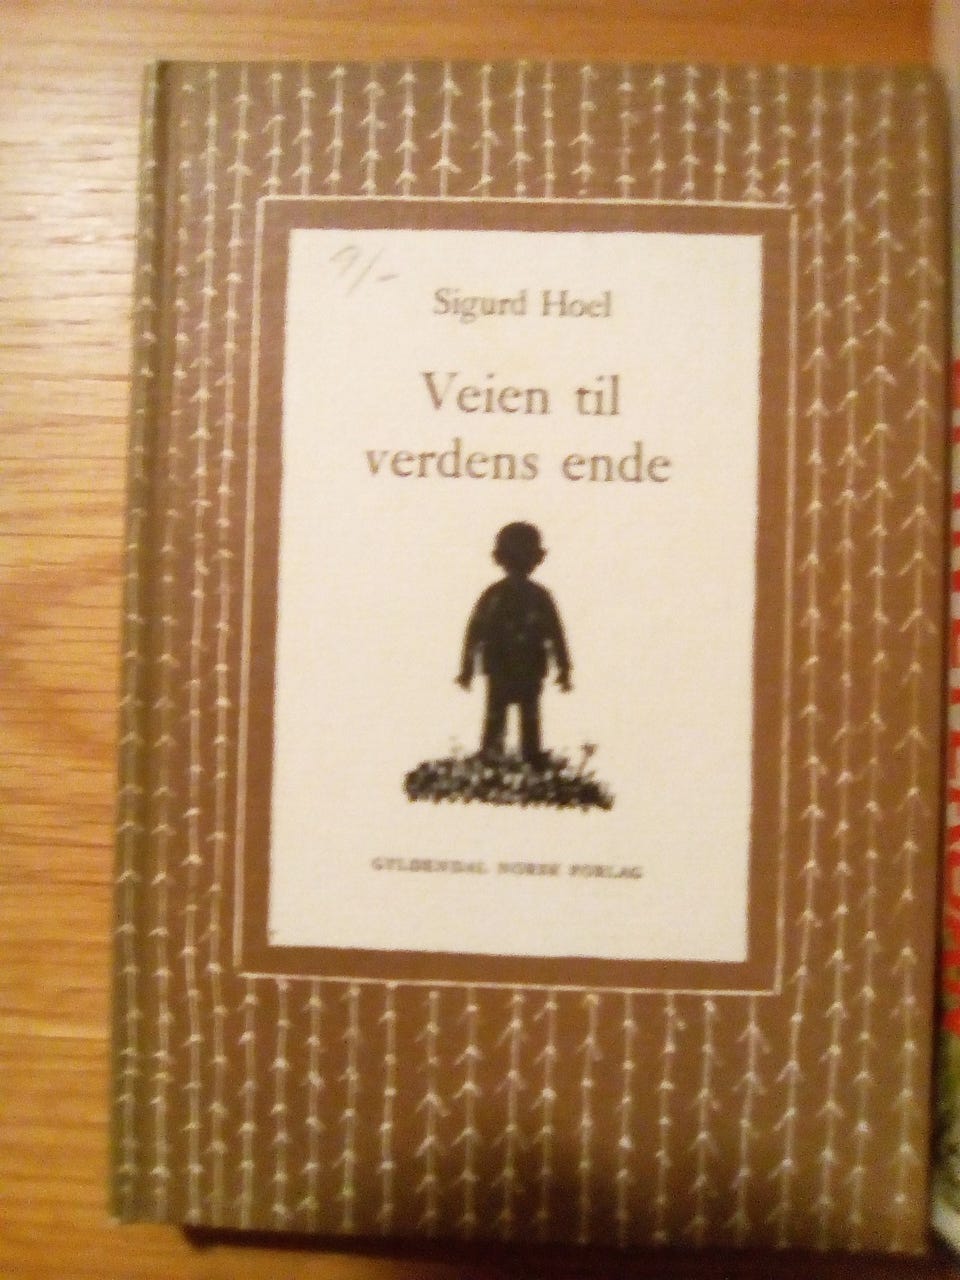 9/-
Sigurd Hoel
Veien til
verdens ende
GYLDENDAL NORSK FORLAG